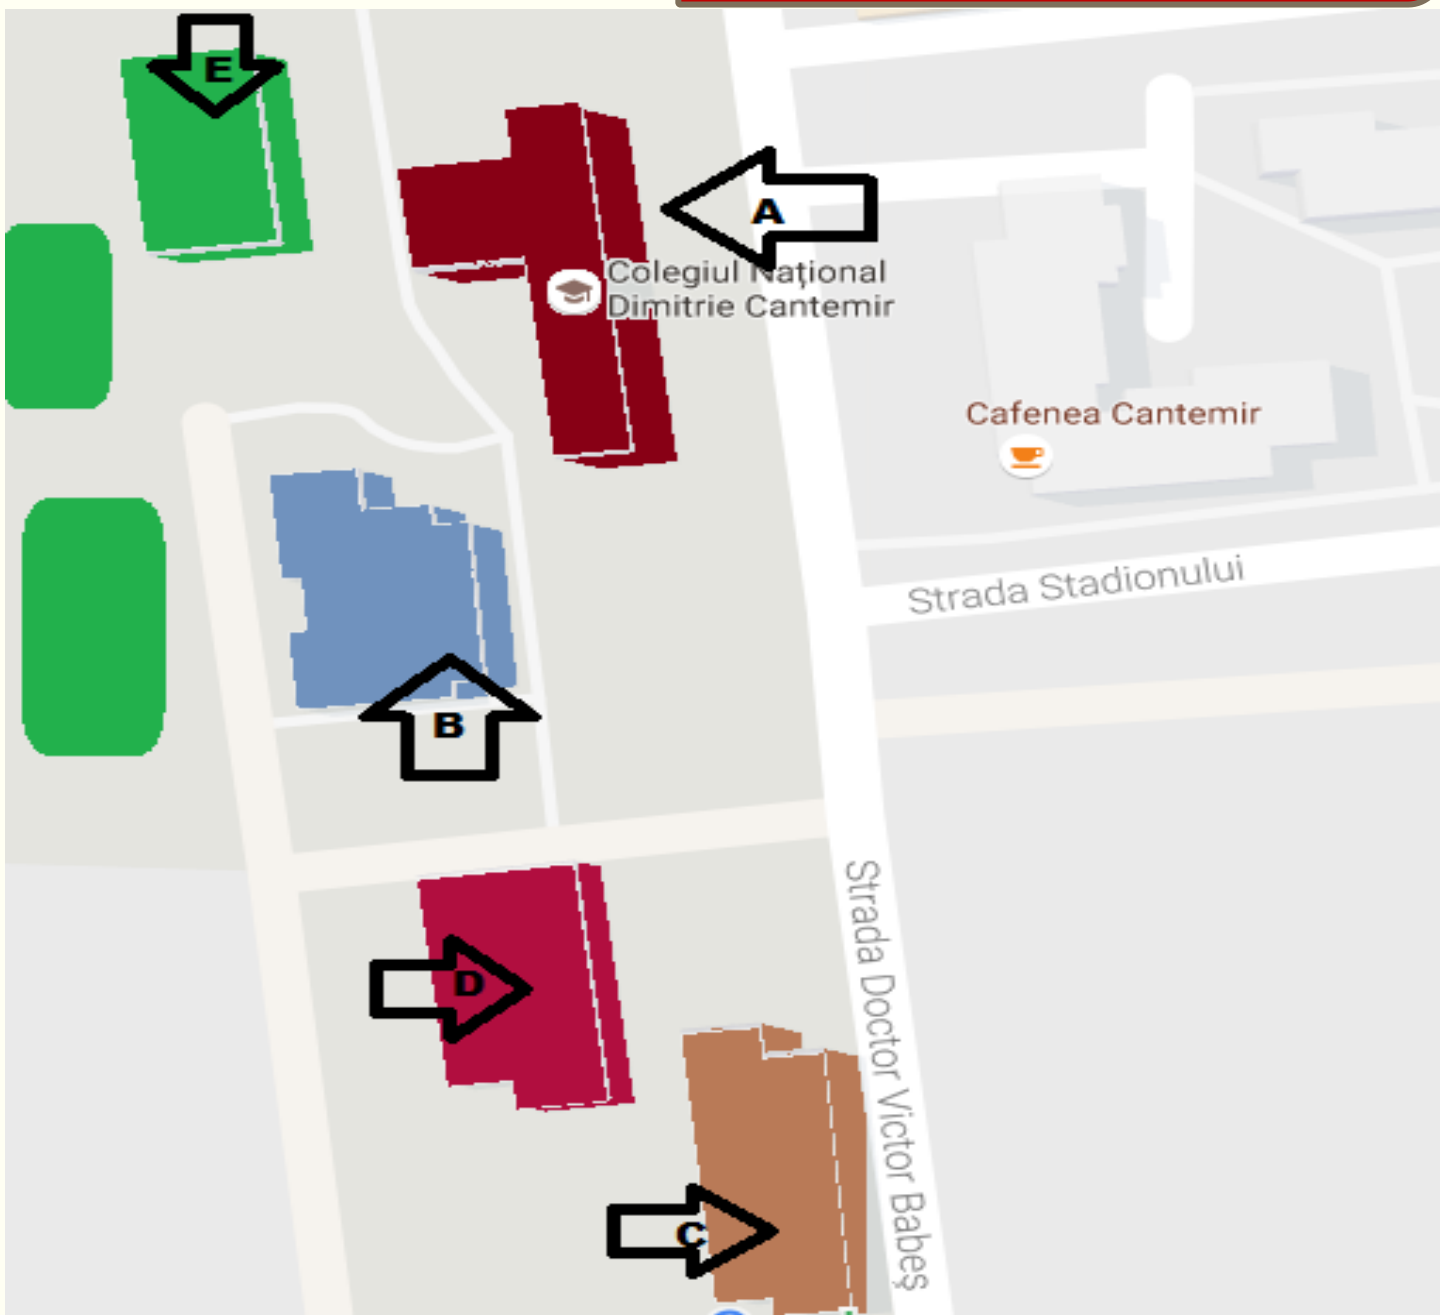 E
A
Colegiul Național
Dimitrie Cantemir
Cafenea Cantemir
Strada Stadionului
B
Strada Doctor Victor Babeș
D
C